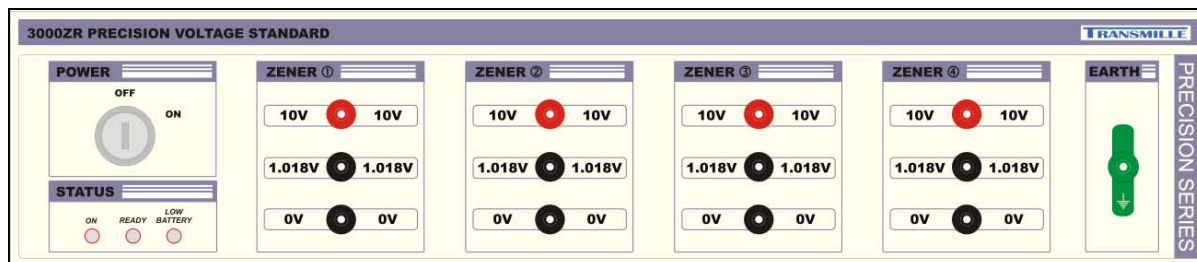 3000ZR PRECISION VOLTAGE STANDARD
TRANSMILLE
POWER
OFF
ON
STATUS
ON READY LOW BATTERY
ZENER ①
10V 10V
1.018V 1.018V
0V 0V
ZENER ②
10V 10V
1.018V 1.018V
0V 0V
ZENER ③
10V 10V
1.018V 1.018V
0V 0V
ZENER ④
10V 10V
1.018V 1.018V
0V 0V
EARTH
PRECISION SERIES